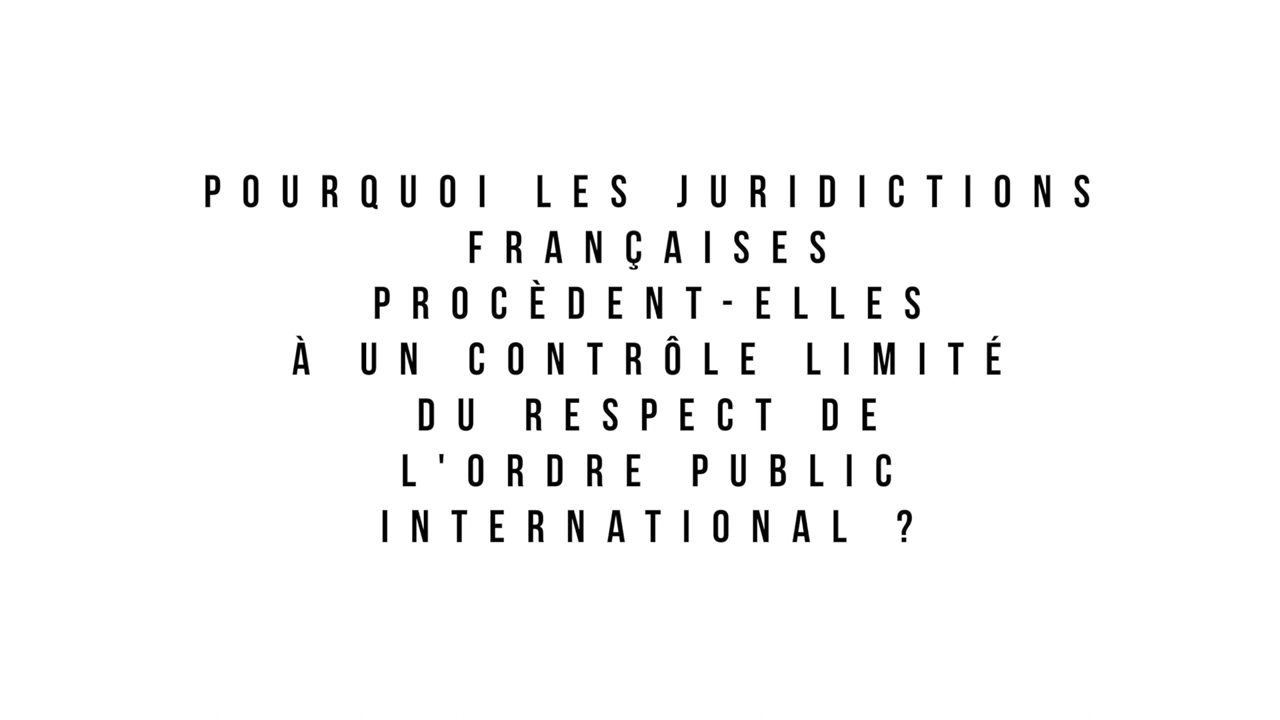 POURQUOI LES JURIDICTIONS
FRANÇAISES
PROCÈDENT-ELLES
À UN CONTRÔLE LIMITÉ
DU RESPECT DE
L'ORDRE PUBLIC
INTERNATIONAL ?